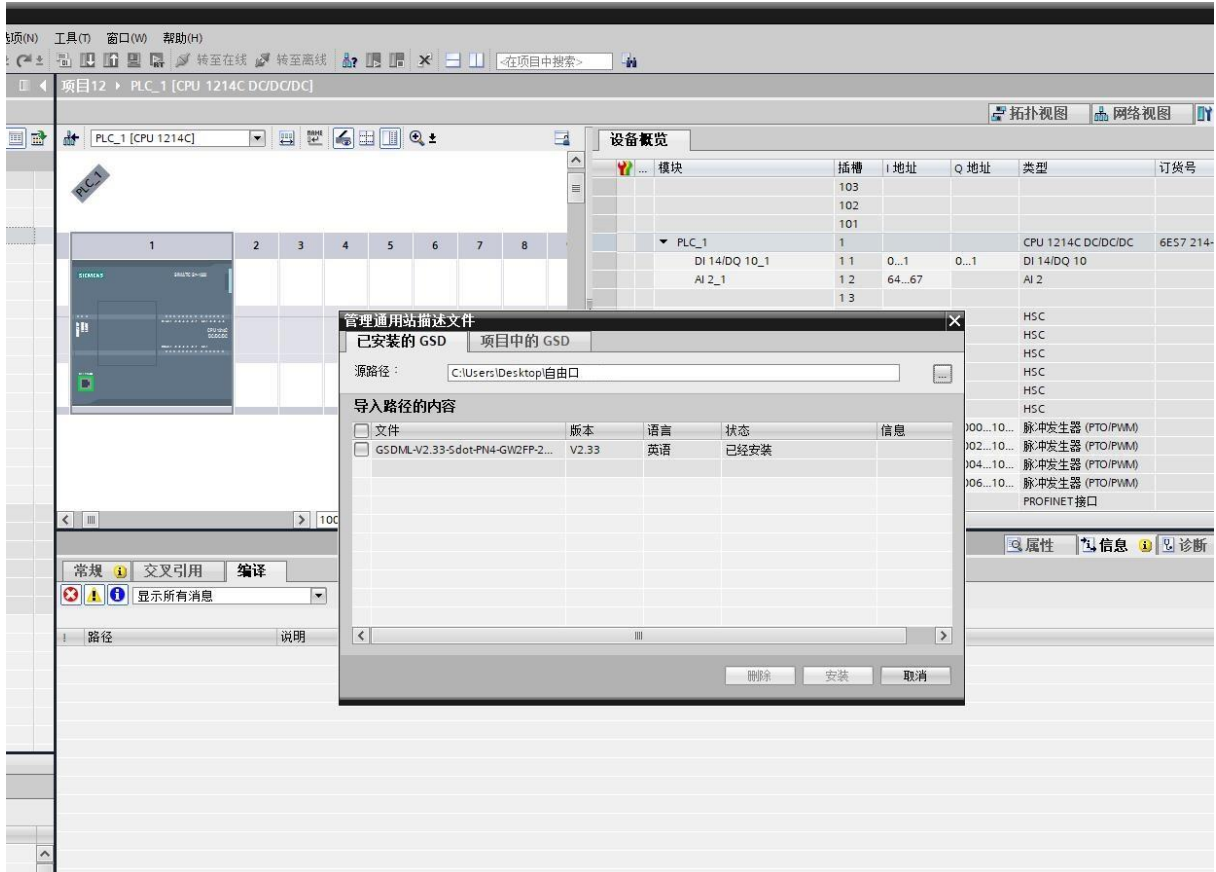 选项(N) 工具(T) 窗口(W) 帮助(H)
转至在线 转至离线 <在项目中搜索>
项目12 ▸ PLC_1 [CPU 1214C DC/DC/DC]
拓扑视图 网络视图
PLC_1 [CPU 1214C]
设备概览
... 模块 插槽 I 地址 Q 地址 类型 订货号
103
102
101
PLC_1 1 CPU 1214C DC/DC/DC 6ES7 214-
DI 14/DQ 10_1 1 1 0...1 0...1 DI 14/DQ 10
AI 2_1 1 2 64...67 AI 2
1 3
HSC
HSC
HSC
HSC
HSC
HSC
000...10... 脉冲发生器 (PTO/PWM)
002...10... 脉冲发生器 (PTO/PWM)
004...10... 脉冲发生器 (PTO/PWM)
006...10... 脉冲发生器 (PTO/PWM)
PROFINET接口
PLC_1
1 2 3 4 5 6 7 8
SIEMENS
管理通用站描述文件
已安装的 GSD 项目中的 GSD
源路径: C:\Users\Desktop\自由口 ...
导入路径的内容
文件 版本 语言 状态 信息
GSDML-V2.33-Sdot-PN4-GW2FP-2... V2.33 英语 已经安装
删除 安装 取消
属性 信息 诊断
常规 交叉引用 编译
显示所有消息
! 路径 说明